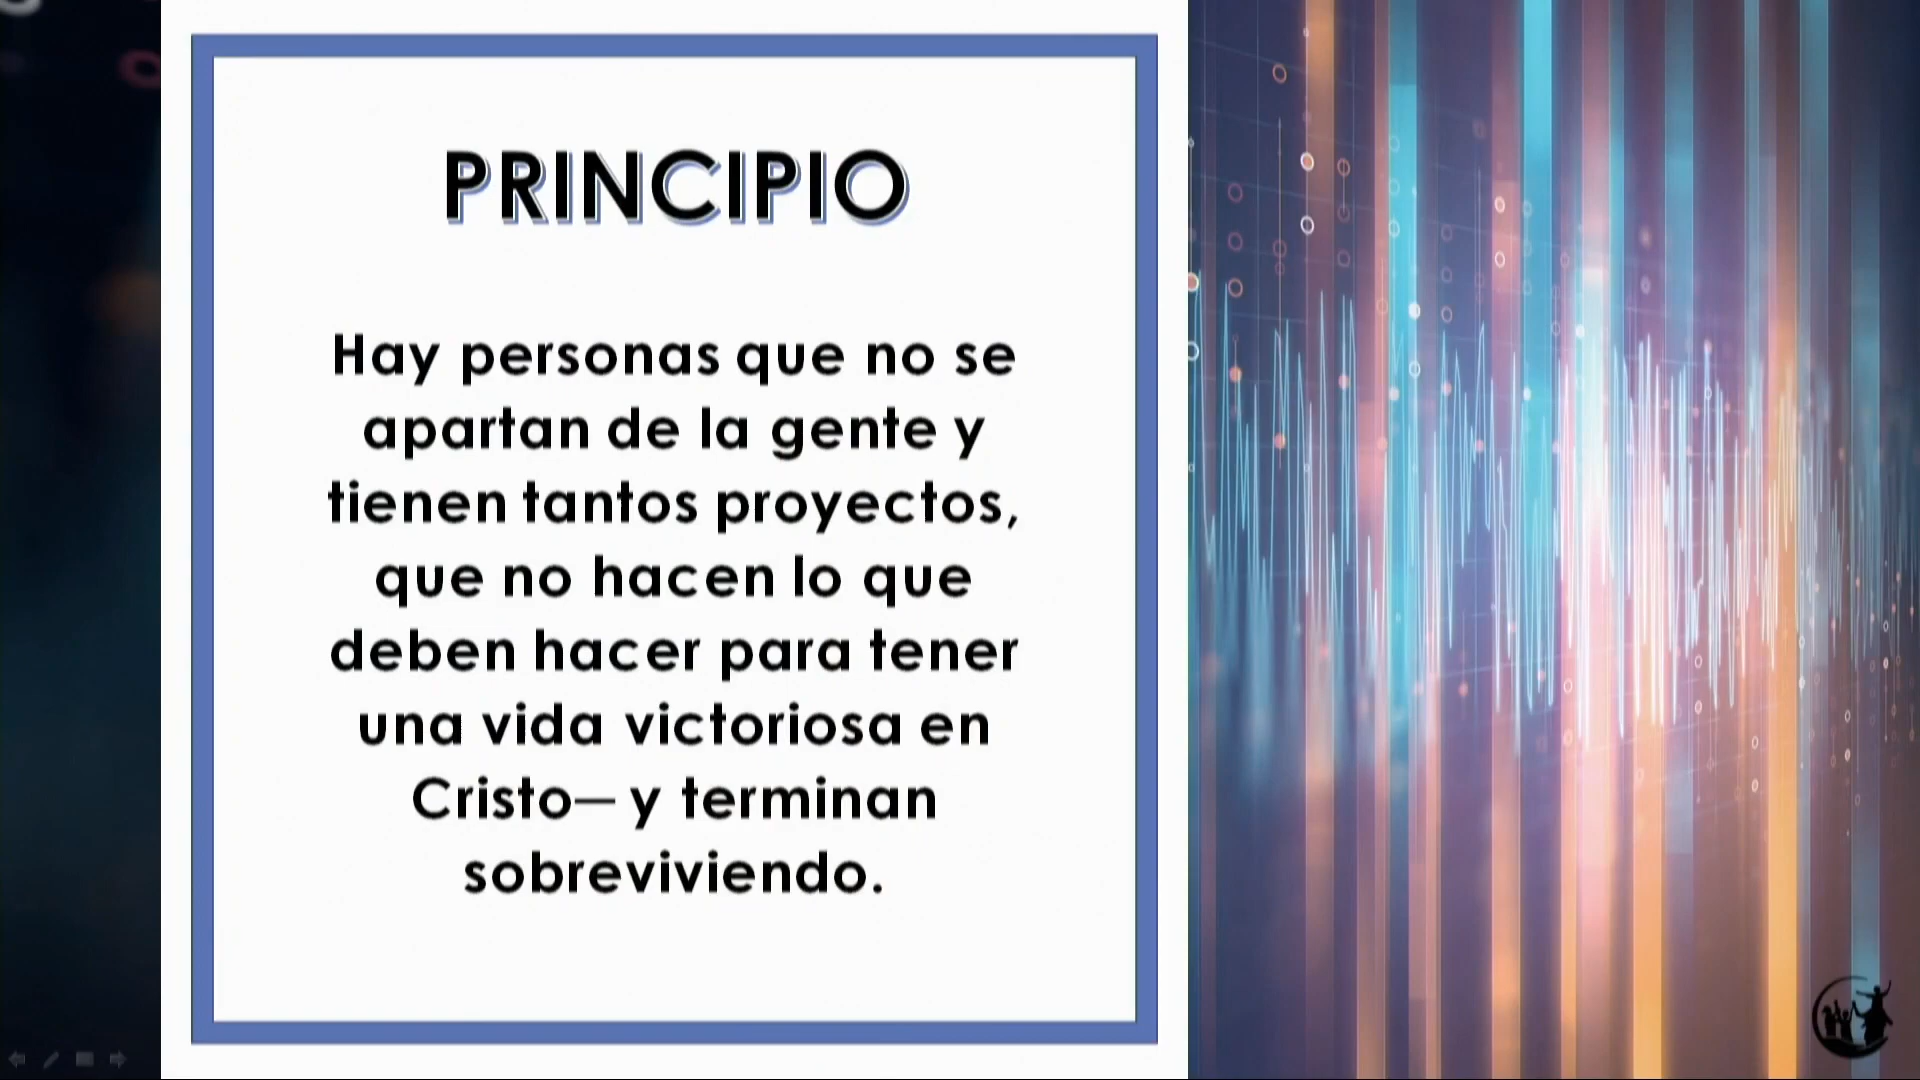 PRINCIPIO
Hay personas que no se
apartan de la gente y
tienen tantos proyectos,
que no hacen lo que
deben hacer para tener
una vida victoriosa en
Cristo— y terminan
sobreviviendo.